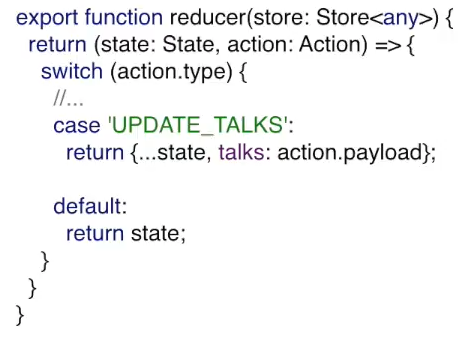 export function reducer(store: Store<any>) {
  return (state: State, action: Action) => {
    switch (action.type) {
      //...
      case 'UPDATE_TALKS':
        return {...state, talks: action.payload};

      default:
        return state;
    }
  }
}